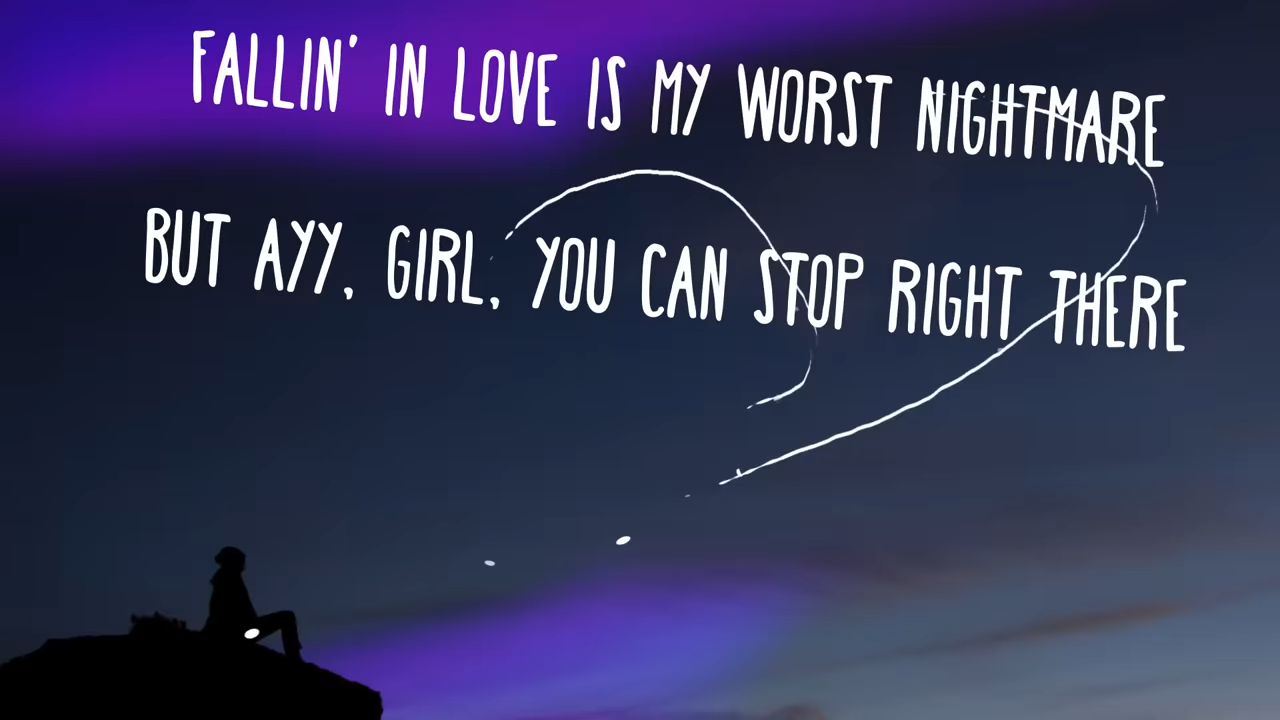 FALLIN' IN LOVE IS MY WORST NIGHTMARE
BUT AYY, GIRL, YOU CAN STOP RIGHT THERE